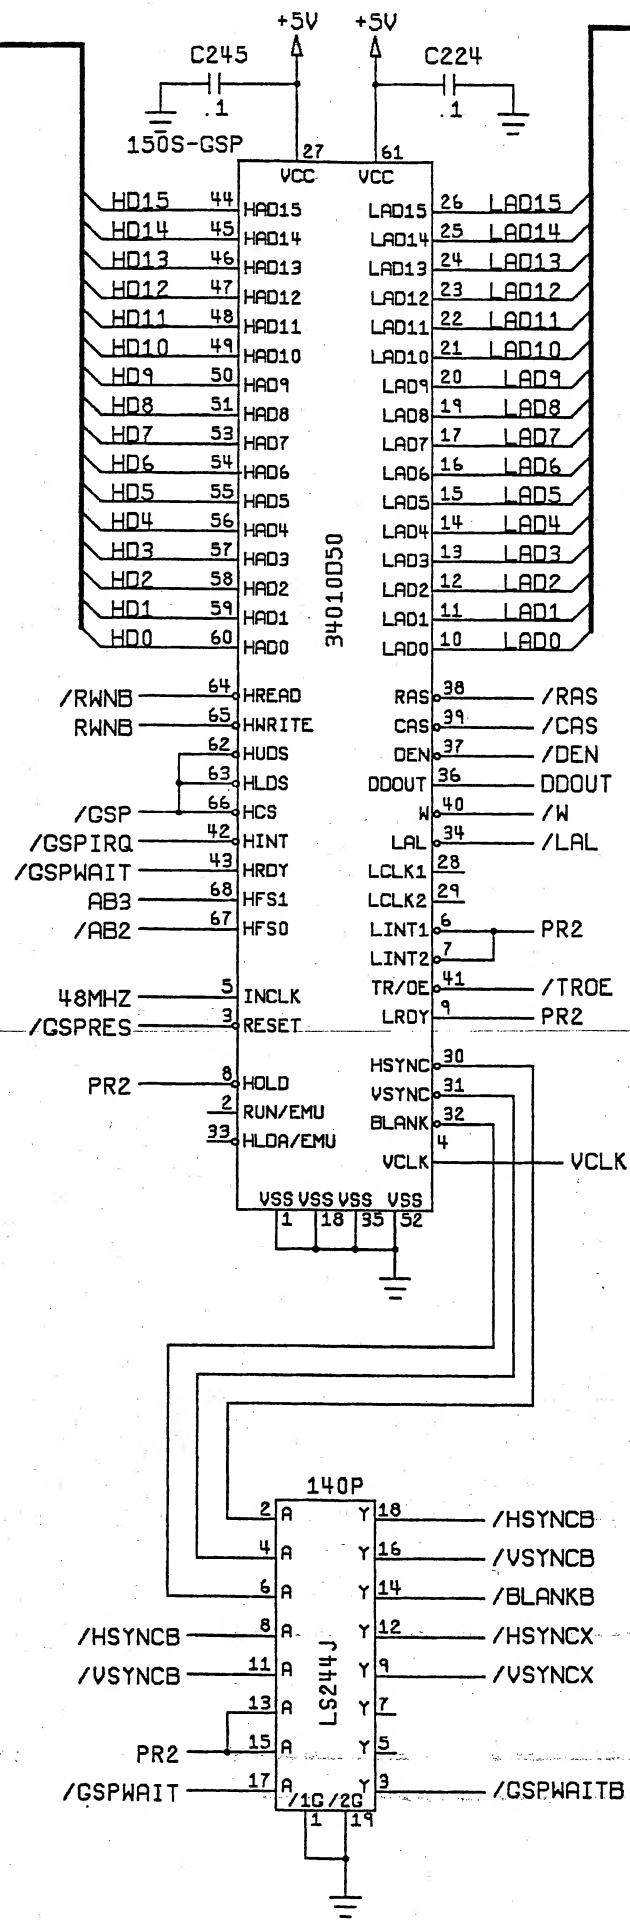 +5V +5V
C245 C224
.1 .1
150S-GSP
27 61
VCC VCC
HD15 44 HAD15 LAD15 26 LAD15
HD14 45 HAD14 LAD14 25 LAD14
HD13 46 HAD13 LAD13 24 LAD13
HD12 47 HAD12 LAD12 23 LAD12
HD11 48 HAD11 LAD11 22 LAD11
HD10 49 HAD10 LAD10 21 LAD10
HD9 50 HAD9 LAD9 20 LAD9
HD8 51 HAD8 LAD8 19 LAD8
HD7 53 HAD7 LAD7 17 LAD7
HD6 54 HAD6 LAD6 16 LAD6
HD5 55 HAD5 LAD5 15 LAD5
HD4 56 HAD4 LAD4 14 LAD4
HD3 57 HAD3 LAD3 13 LAD3
HD2 58 HAD2 LAD2 12 LAD2
HD1 59 HAD1 LAD1 11 LAD1
HD0 60 HAD0 LAD0 10 LAD0
34010D50
/RWNB 64 HREAD RAS 38 /RAS
RWNB 65 HWRITE CAS 39 /CAS
62 HUDS DEN 37 /DEN
63 HLDS DDOUT 36 DDOUT
/GSP 66 HCS W 40 /W
/GSPIRQ 42 HINT LAL 34 /LAL
/GSPWAIT 43 HRDY LCLK1 28
AB3 68 HFS1 LCLK2 29
/AB2 67 HFS0 LINT1 6 PR2
LINT2 7
48MHZ 5 INCLK TR/OE 41 /TROE
/GSPRES 3 RESET LRDY 9 PR2
HSYNC 30
PR2 8 HOLD VSYNC 31
2 RUN/EMU BLANK 32
33 HLDA/EMU 4
VCLK VCLK
VSS VSS VSS VSS
1 18 35 52
140P
2 A Y 18 /HSYNCB
4 A Y 16 /VSYNCB
6 A Y 14 /BLANKB
/HSYNCB 8 A Y 12 /HSYNCX
/VSYNCB 11 A Y 9 /VSYNCX
LS244J
13 A Y 7
PR2 15 A Y 5
/GSPWAIT 17 A Y 3 /GSPWAITB
/1G /2G
1 19